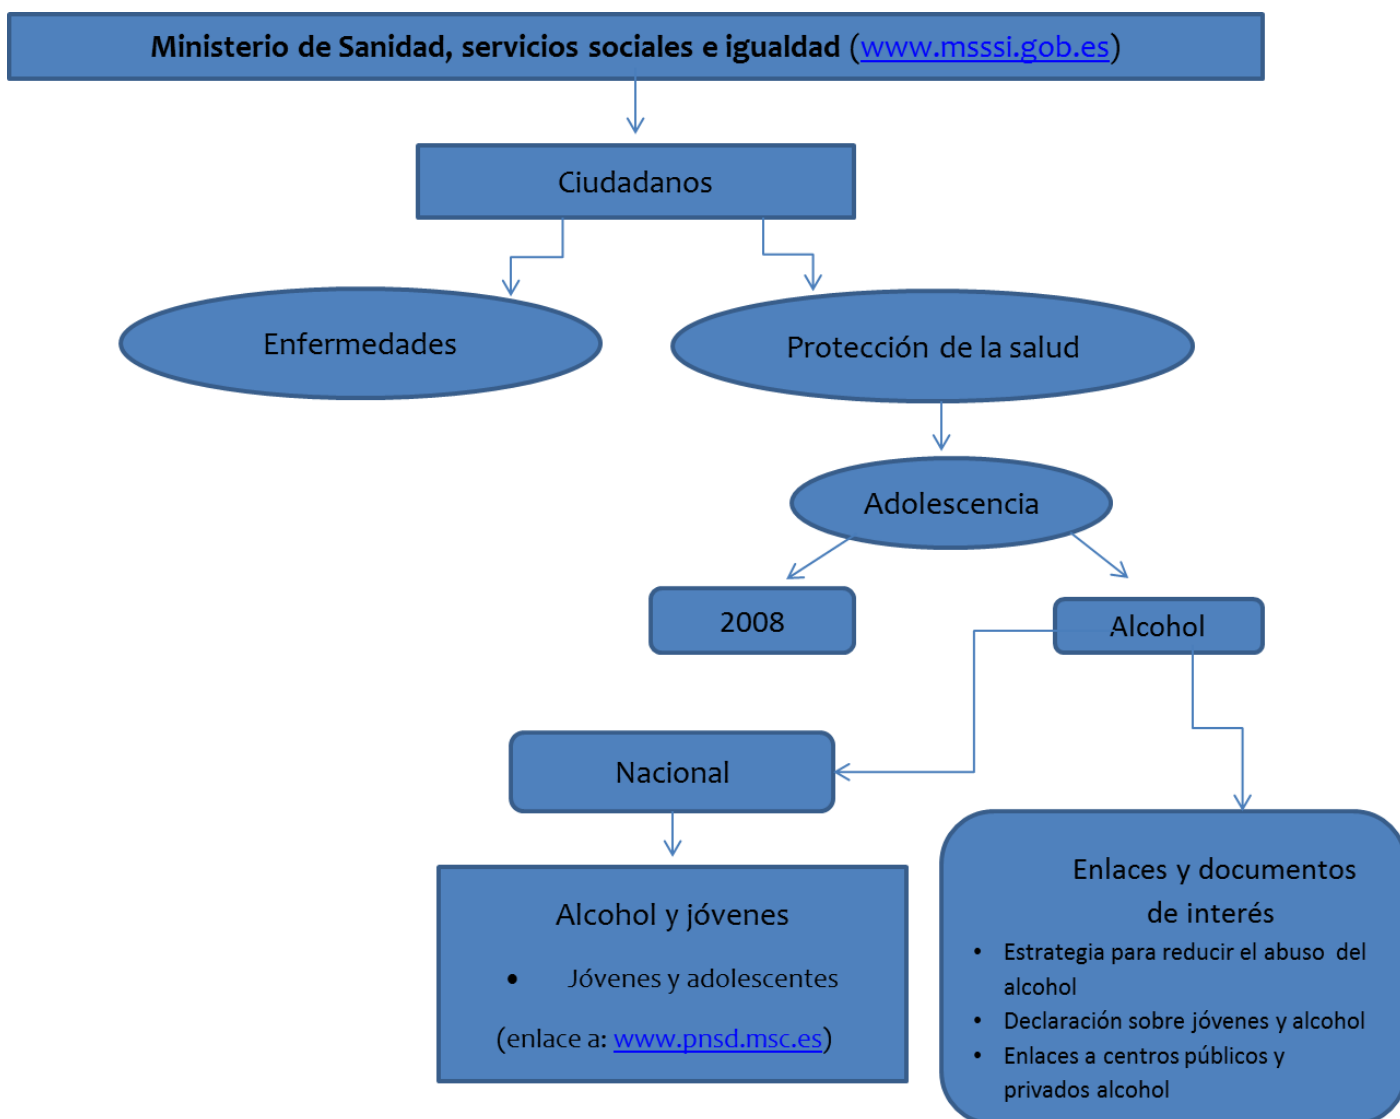 Ministerio de Sanidad, servicios sociales e igualdad (www.msssi.gob.es)
Ciudadanos
Enfermedades
Protección de la salud
Adolescencia
2008
Alcohol
Nacional
Alcohol y jóvenes
• Jóvenes y adolescentes
(enlace a: www.pnsd.msc.es)
Enlaces y documentos
de interés
• Estrategia para reducir el abuso del
alcohol
• Declaración sobre jóvenes y alcohol
• Enlaces a centros públicos y
privados alcohol